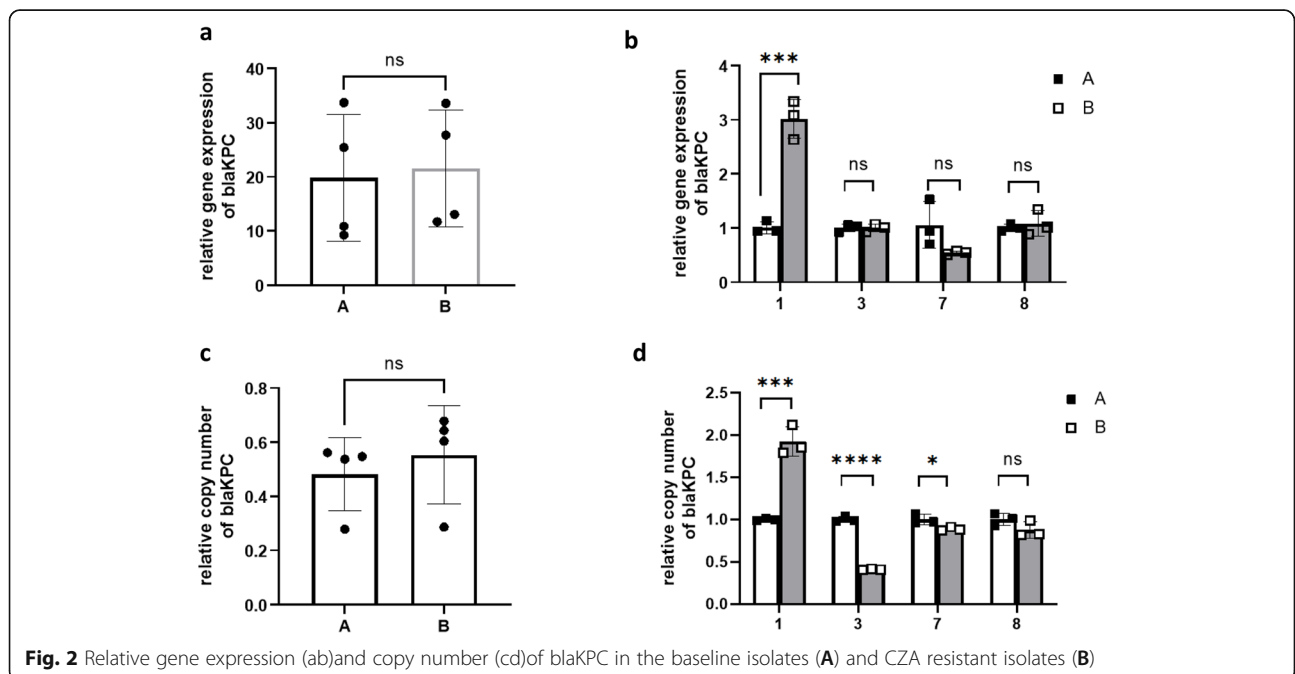 a
ns
relative gene expression
of blaKPC
40
30
20
10
0
A
B
b
***
ns
ns
ns
A
B
relative gene expression
of blaKPC
4
3
2
1
0
1
3
7
8
c
ns
relative copy number
of blaKPC
0.8
0.6
0.4
0.2
0.0
A
B
d
***
****
*
ns
A
B
relative copy number
of blaKPC
2.5
2.0
1.5
1.0
0.5
0.0
1
3
7
8
Fig. 2 Relative gene expression (ab)and copy number (cd)of blaKPC in the baseline isolates (A) and CZA resistant isolates (B)